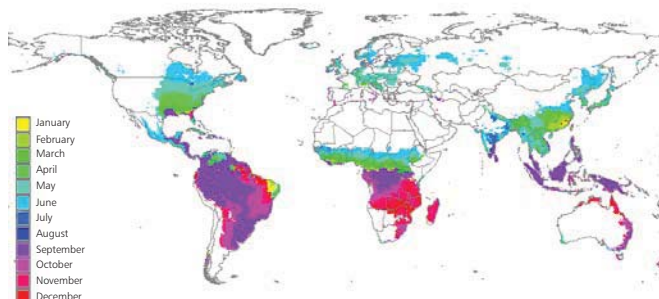 January
February
March
April
May
June
July
August
September
October
November
December